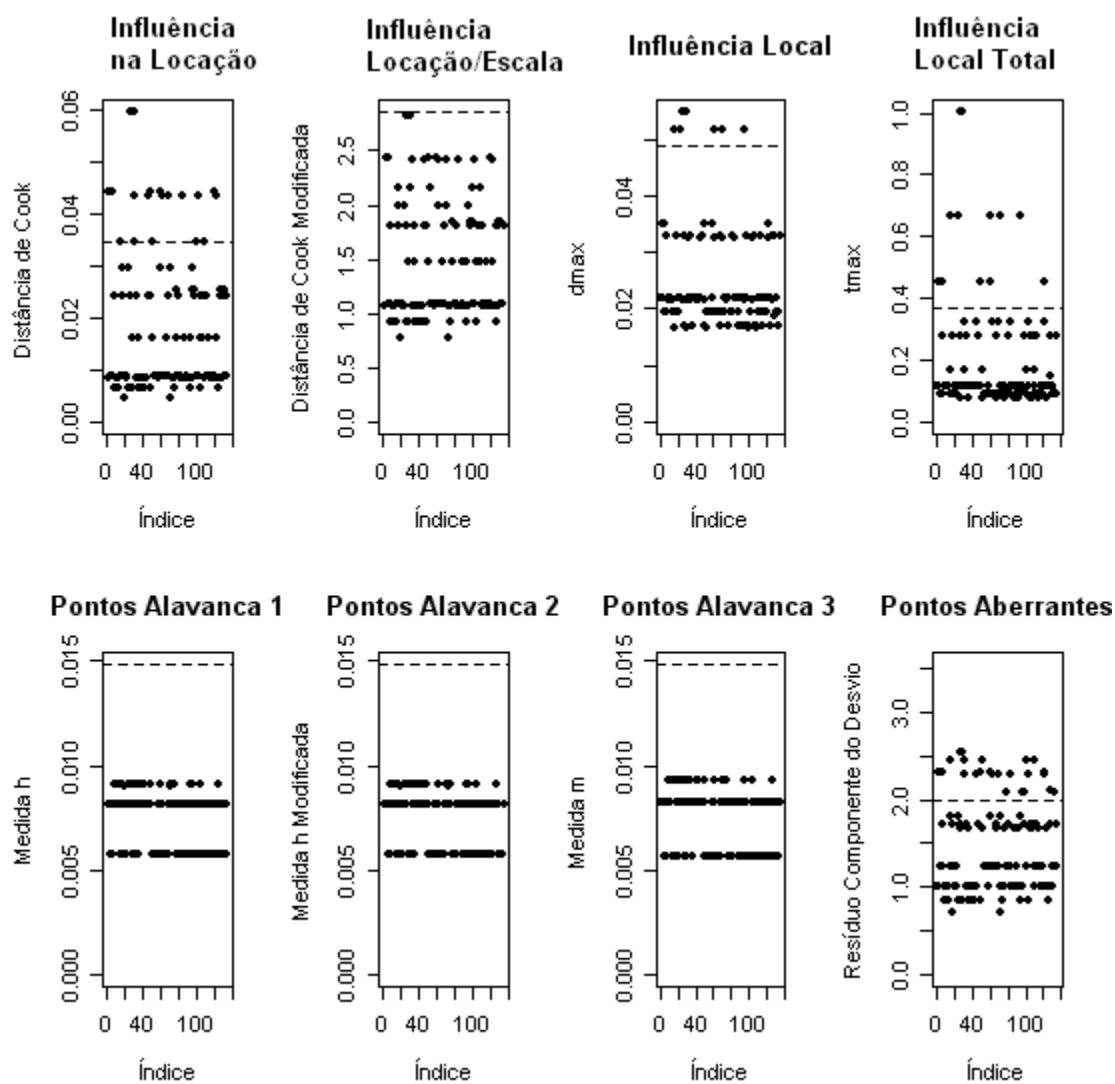 Influência
na Locação
Distância de Cook
0.00 0.02 0.04 0.06
0 40 100
Índice
Influência
Locação/Escala
Distância de Cook Modificada
0.0 0.5 1.0 1.5 2.0 2.5
0 40 100
Índice
Influência Local
dmax
0.00 0.02 0.04
0 40 100
Índice
Influência
Local Total
tmax
0.0 0.2 0.4 0.6 0.8 1.0
0 40 100
Índice
Pontos Alavanca 1
Medida h
0.000 0.005 0.010 0.015
0 40 100
Índice
Pontos Alavanca 2
Medida h Modificada
0.000 0.005 0.010 0.015
0 40 100
Índice
Pontos Alavanca 3
Medida m
0.000 0.005 0.010 0.015
0 40 100
Índice
Pontos Aberrantes
Resíduo Componente do Desvio
0.0 1.0 2.0 3.0
0 40 100
Índice